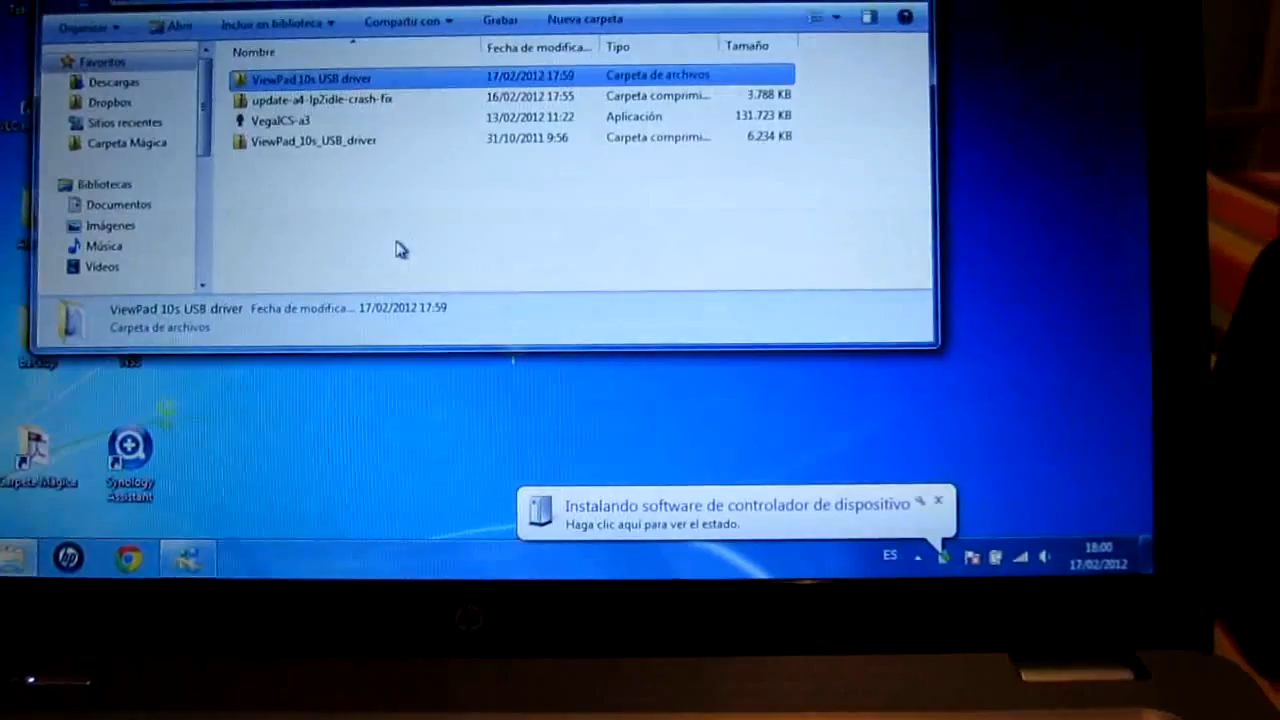 Organizar Abrir Incluir en biblioteca Compartir con Grabar Nueva carpeta
Nombre Fecha de modifica... Tipo Tamaño
Favoritos
Descargas
Dropbox
Sitios recientes
Carpeta Mágica
Bibliotecas
Documentos
Imágenes
Música
Vídeos
ViewPad 10s USB driver 17/02/2012 17:59 Carpeta de archivos
update-a4-lp2idle-crash-fix 16/02/2012 17:55 Carpeta comprimi... 3.788 KB
VegaICS-a3 13/02/2012 11:22 Aplicación 131.723 KB
ViewPad_10s_USB_driver 31/10/2011 9:56 Carpeta comprimi... 6.234 KB
ViewPad 10s USB driver Fecha de modifica... 17/02/2012 17:59
Carpeta de archivos
Carpeta Mágica
Synology
Assistant
Instalando software de controlador de dispositivo
Haga clic aquí para ver el estado.
hp
ES
18:00
17/02/2012